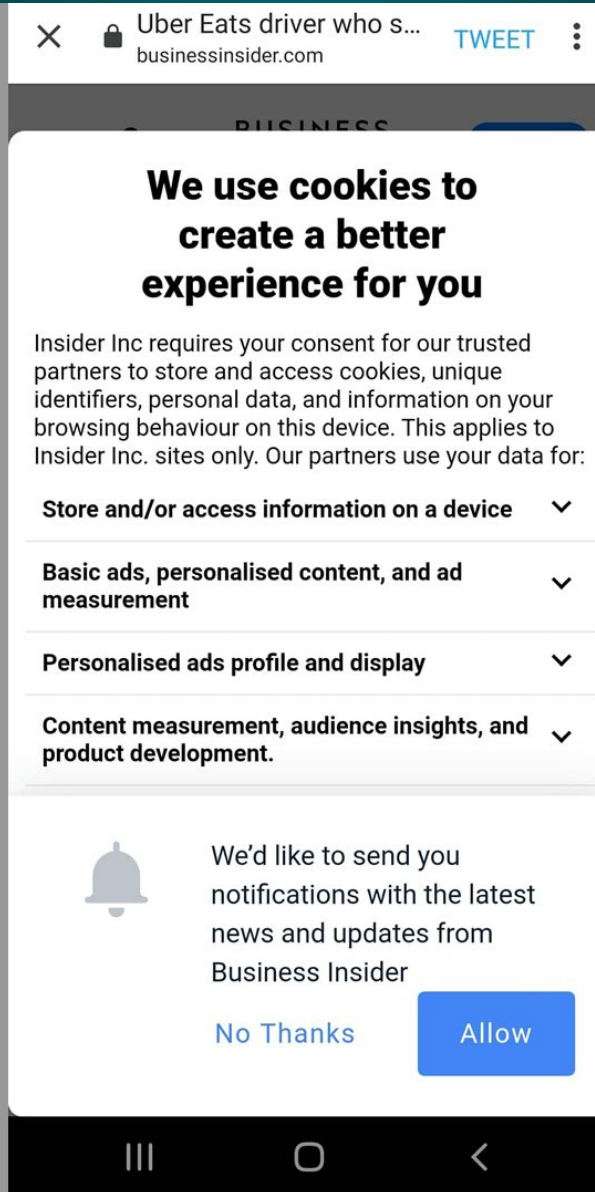 Uber Eats driver who s...
businessinsider.com
TWEET
BUSINESS
We use cookies to
create a better
experience for you
Insider Inc requires your consent for our trusted
partners to store and access cookies, unique
identifiers, personal data, and information on your
browsing behaviour on this device. This applies to
Insider Inc. sites only. Our partners use your data for:
Store and/or access information on a device
Basic ads, personalised content, and ad
measurement
Personalised ads profile and display
Content measurement, audience insights, and
product development.
We’d like to send you
notifications with the latest
news and updates from
Business Insider
No Thanks
Allow